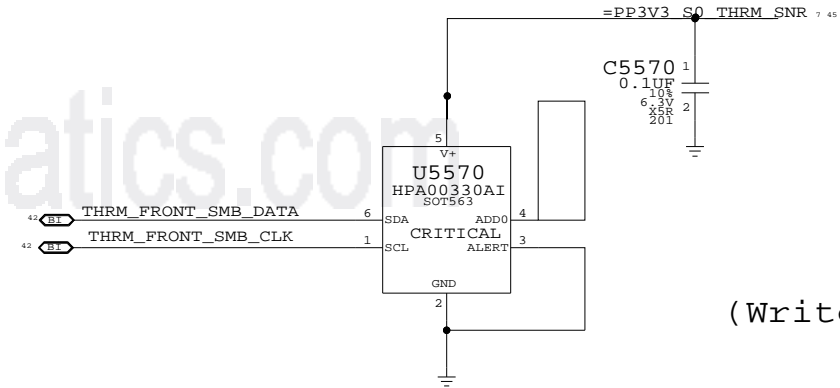 =PP3V3_S0_THRM_SNR 7 45
C5570 1
0.1UF
10%
6.3V 2
X5R
201
5
V+
U5570
HPA00330AI
SOT563
42 BI THRM_FRONT_SMB_DATA 6 SDA ADD0 4
CRITICAL
42 BI THRM_FRONT_SMB_CLK 1 SCL ALERT 3
GND
2
(Write
atics.com